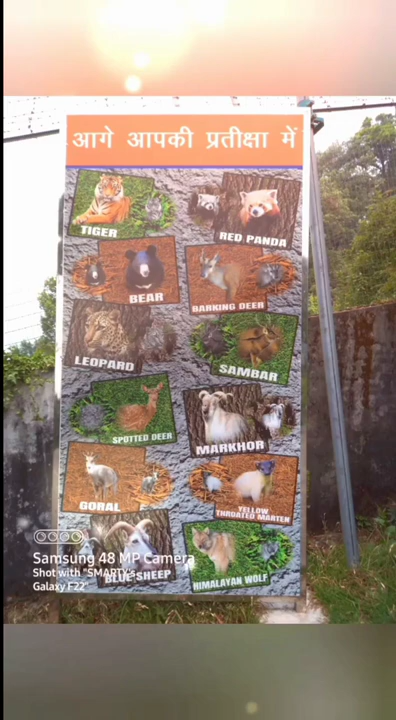 आगे आपकी प्रतीक्षा में
TIGER
RED PANDA
BEAR
BARKING DEER
LEOPARD
SAMBAR
SPOTTED DEER
MARKHOR
GORAL
YELLOW
THROATED MARTEN
BLUE SHEEP
HIMALAYAN WOLF
Samsung 48 MP Camera
Shot with "SMARTY's
Galaxy F22"